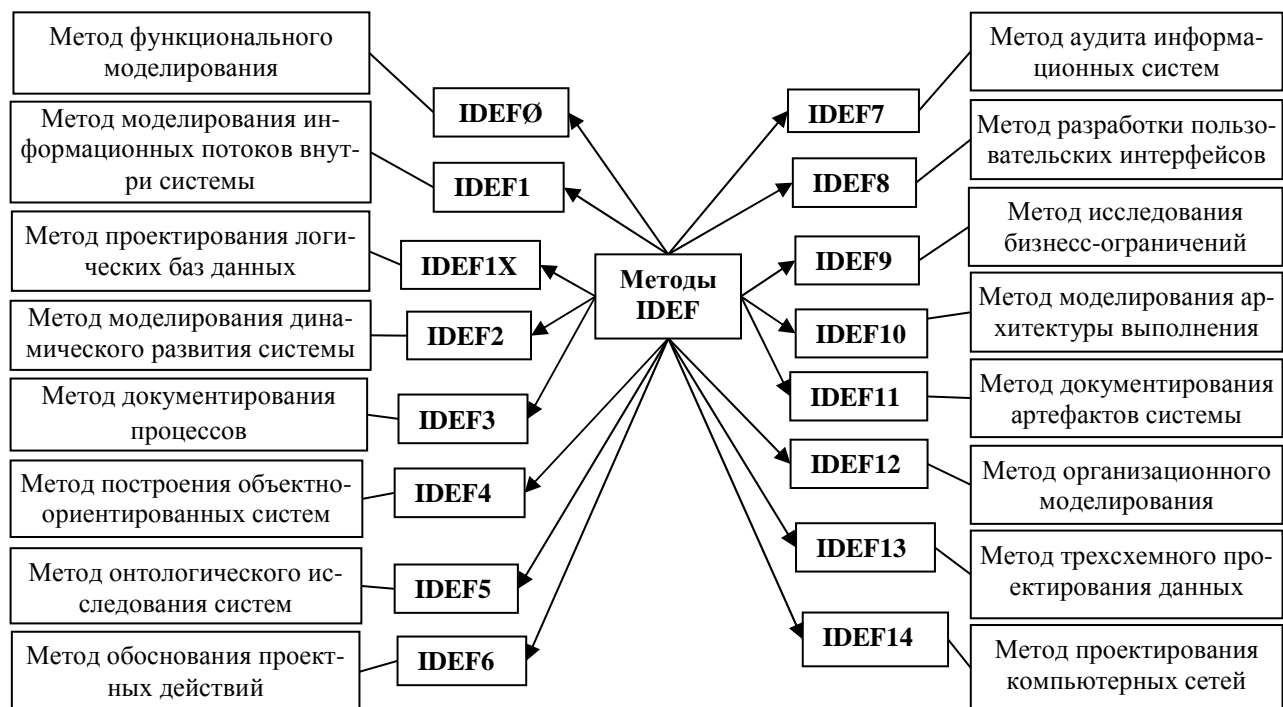 Метод функционального
моделирования
IDEFØ
Метод моделирования ин-
формационных потоков внут-
ри системы
IDEF1
Метод проектирования логи-
ческих баз данных
IDEF1X
Метод моделирования дина-
мического развития системы
IDEF2
Метод документирования
процессов
IDEF3
Метод построения объектно-
ориентированных систем
IDEF4
Метод онтологического ис-
следования систем
IDEF5
Метод обоснования проект-
ных действий
IDEF6
Методы
IDEF
IDEF7
Метод аудита информа-
ционных систем
IDEF8
Метод разработки пользо-
вательских интерфейсов
IDEF9
Метод исследования
бизнесс-ограничений
IDEF10
Метод моделирования ар-
хитектуры выполнения
IDEF11
Метод документирования
артефактов системы
IDEF12
Метод организационного
моделирования
IDEF13
Метод трехсхемного про-
ектирования данных
IDEF14
Метод проектирования
компьютерных сетей